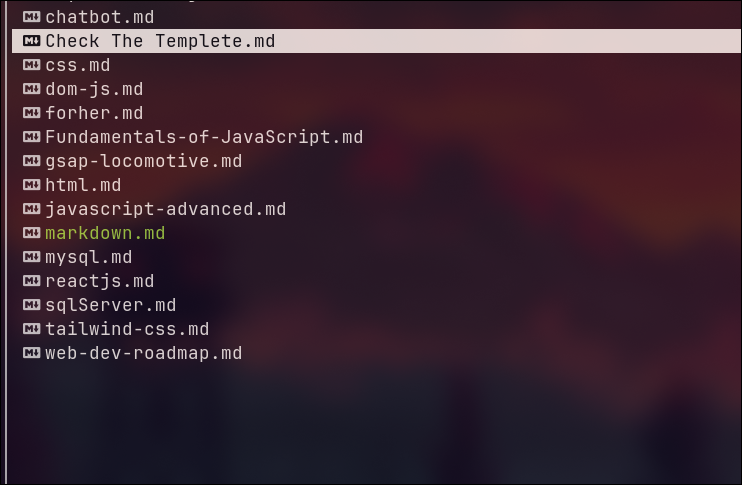 chatbot.md
Check The Templete.md
css.md
dom-js.md
forher.md
Fundamentals-of-JavaScript.md
gsap-locomotive.md
html.md
javascript-advanced.md
markdown.md
mysql.md
reactjs.md
sqlServer.md
tailwind-css.md
web-dev-roadmap.md